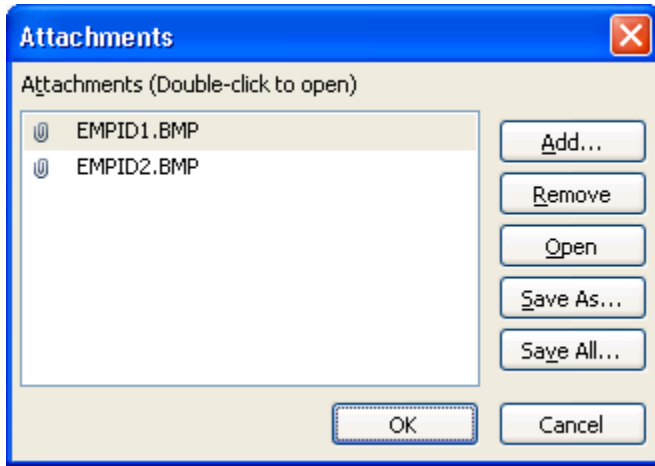 Attachments
Attachments (Double-click to open)
EMPID1.BMP
EMPID2.BMP
Add...
Remove
Open
Save As...
Save All...
OK
Cancel